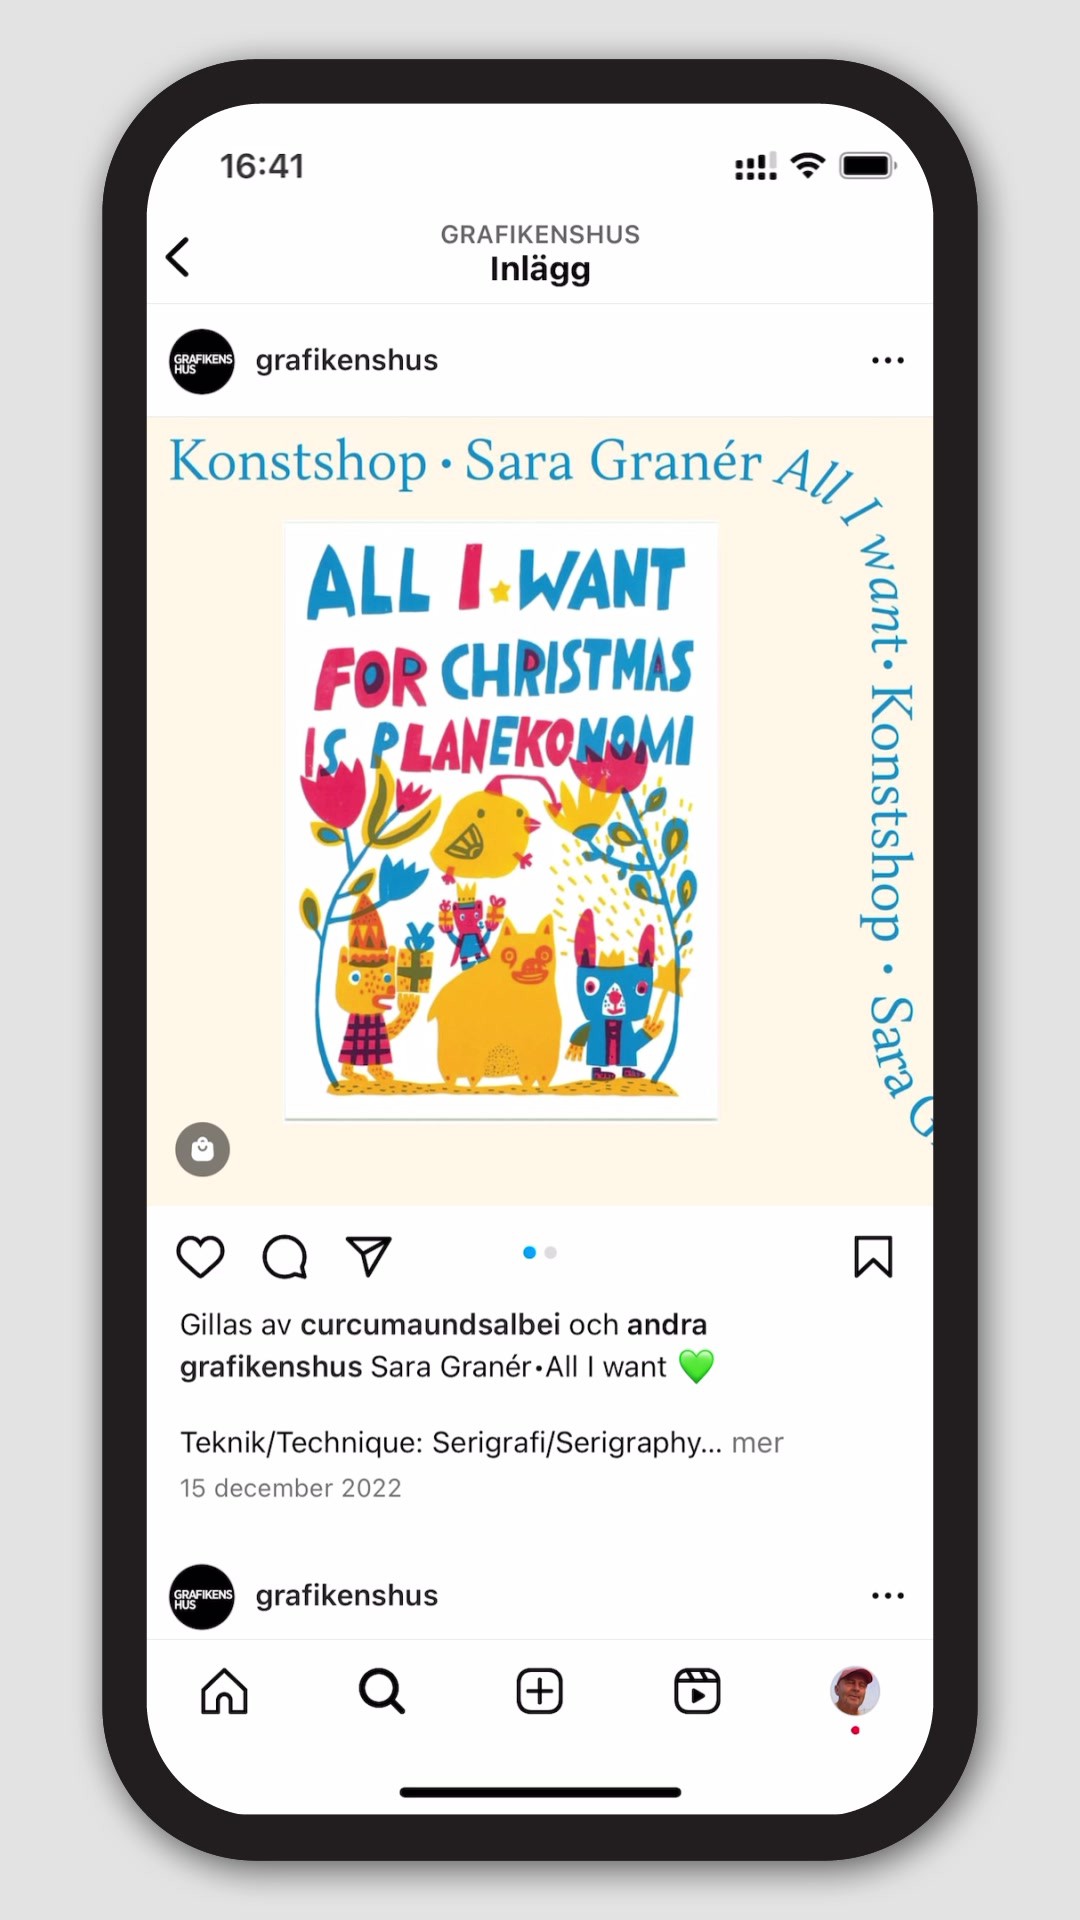 16:41
GRAFIKENSHUS
Inlägg
GRAFIKENS
HUS
grafikenshus
Konstshop · Sara Granér All I want · Konstshop · Sara G
ALL I WANT
FOR CHRISTMAS
IS PLANEKONOMI
Gillas av curcumaundsalbei och andra
grafikenshus Sara Granér•All I want 💚
Teknik/Technique: Serigrafi/Serigraphy... mer
15 december 2022
GRAFIKENS
HUS
grafikenshus